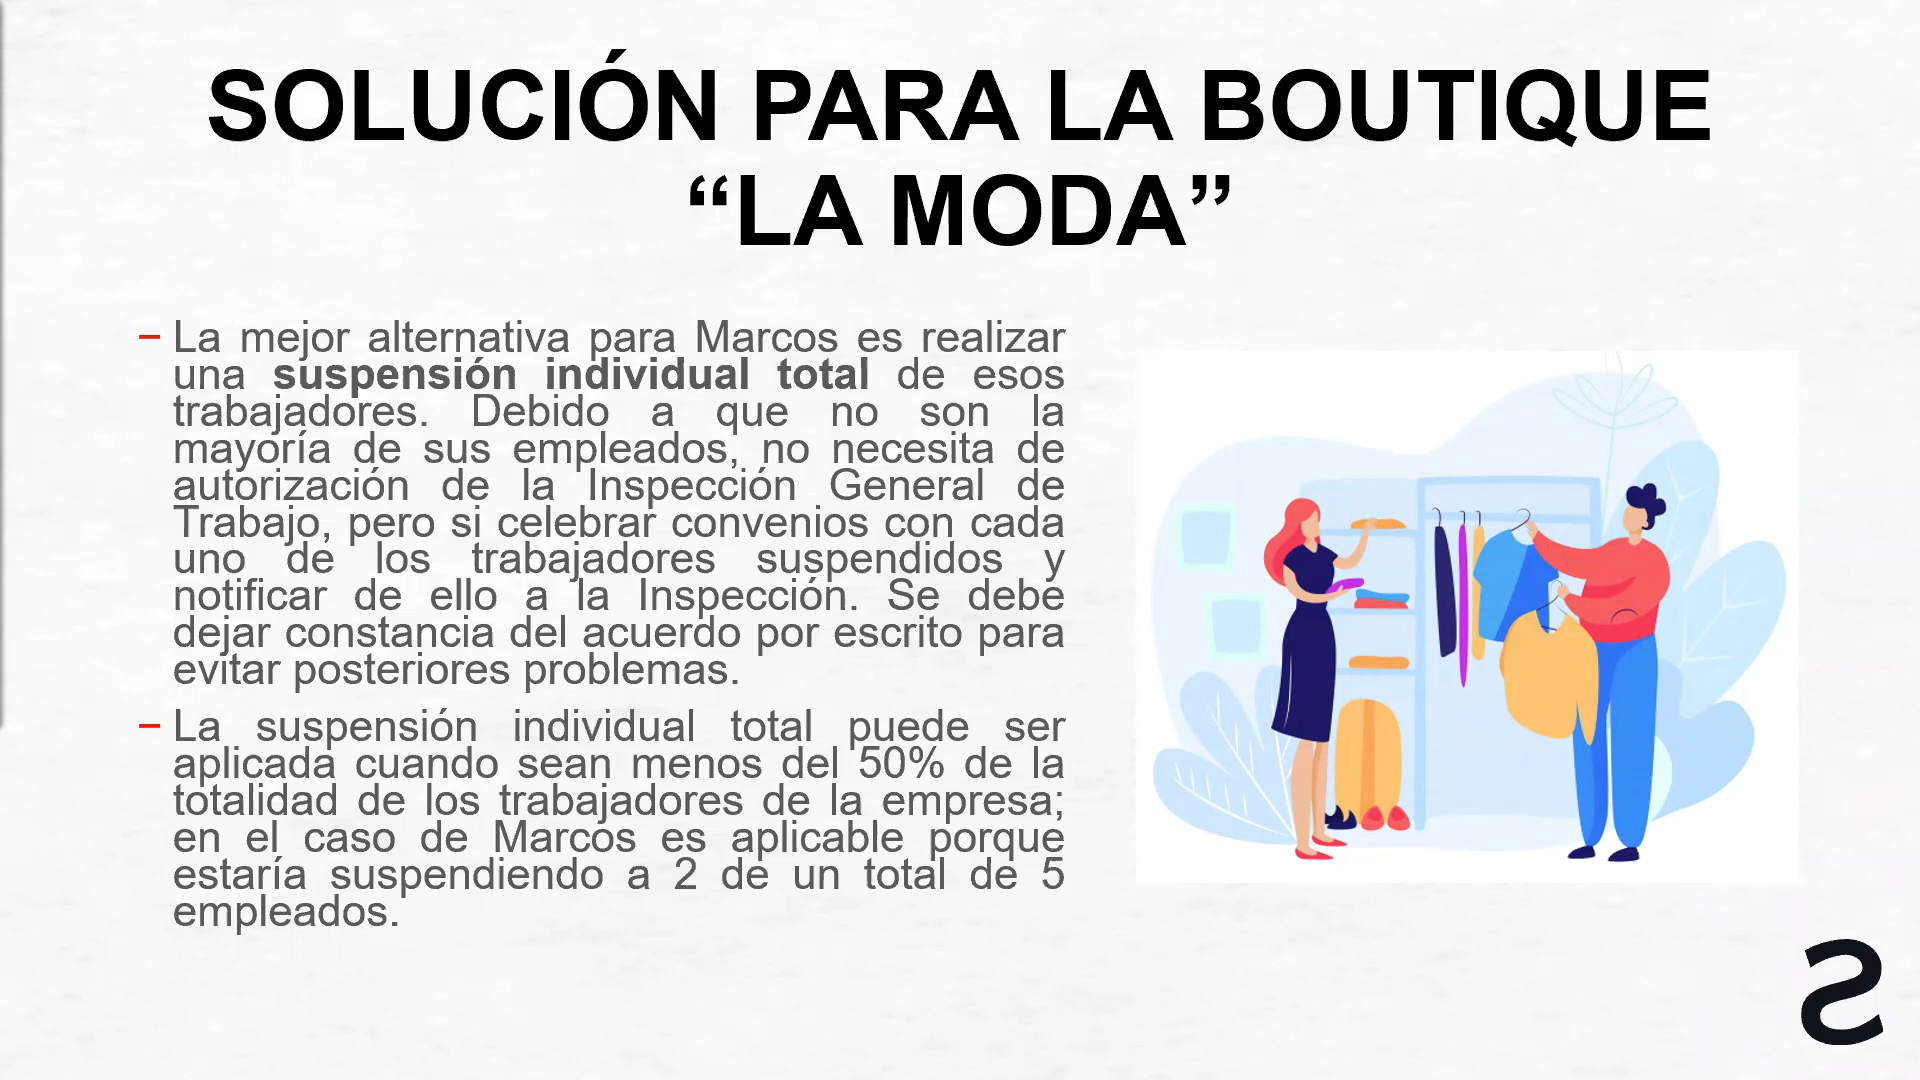 SOLUCIÓN PARA LA BOUTIQUE
“LA MODA”
– La mejor alternativa para Marcos es realizar
una suspensión individual total de esos
trabajadores. Debido a que no son la
mayoría de sus empleados, no necesita de
autorización de la Inspección General de
Trabajo, pero si celebrar convenios con cada
uno de los trabajadores suspendidos y
notificar de ello a la Inspección. Se debe
dejar constancia del acuerdo por escrito para
evitar posteriores problemas.
– La suspensión individual total puede ser
aplicada cuando sean menos del 50% de la
totalidad de los trabajadores de la empresa;
en el caso de Marcos es aplicable porque
estaría suspendiendo a 2 de un total de 5
empleados.